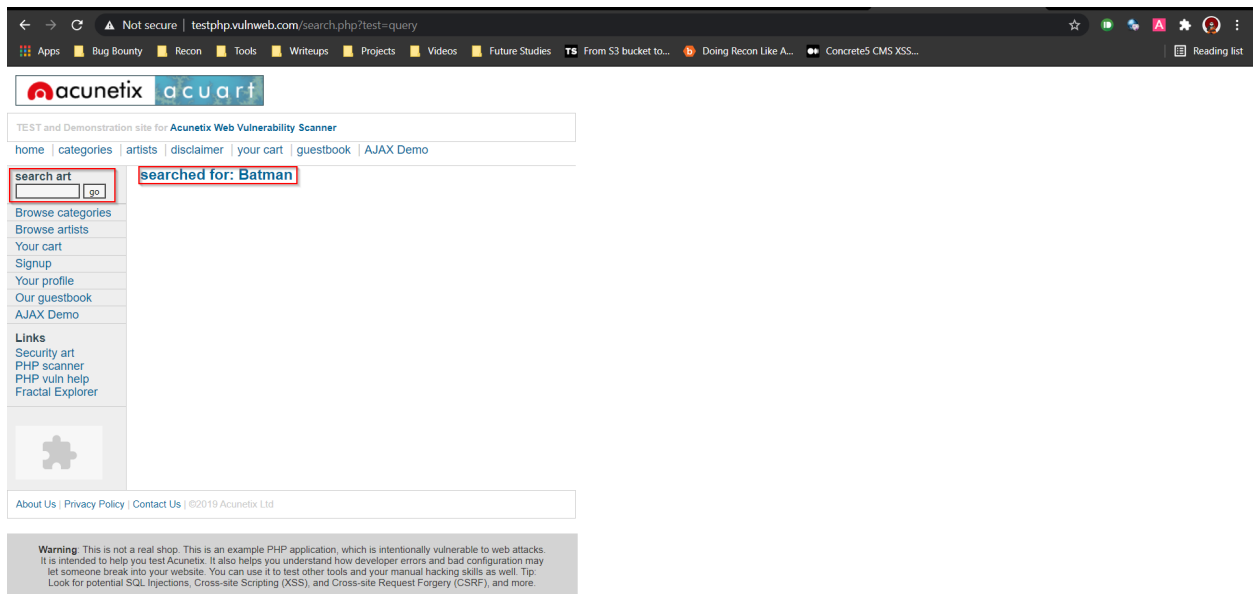 Not secure | testphp.vulnweb.com/search.php?test=query
Apps Bug Bounty Recon Tools Writeups Projects Videos Future Studies TS From S3 bucket to... b Doing Recon Like A... Concrete5 CMS XSS... Reading list
acunetix acuart
TEST and Demonstration site for Acunetix Web Vulnerability Scanner
home | categories | artists | disclaimer | your cart | guestbook | AJAX Demo
search art
go
searched for: Batman
Browse categories
Browse artists
Your cart
Signup
Your profile
Our guestbook
AJAX Demo
Links
Security art
PHP scanner
PHP vuln help
Fractal Explorer
About Us | Privacy Policy | Contact Us | ©2019 Acunetix Ltd
Warning: This is not a real shop. This is an example PHP application, which is intentionally vulnerable to web attacks.
It is intended to help you test Acunetix. It also helps you understand how developer errors and bad configuration may
let someone break into your website. You can use it to test other tools and your manual hacking skills as well. Tip:
Look for potential SQL Injections, Cross-site Scripting (XSS), and Cross-site Request Forgery (CSRF), and more.